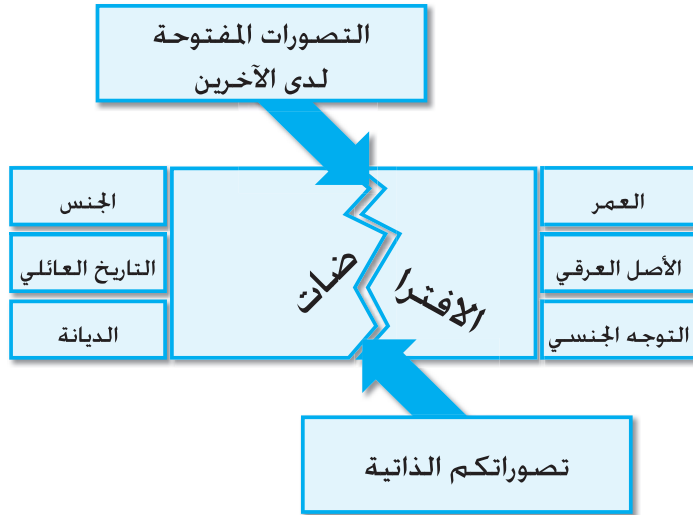 التصورات المفتوحة
لدى الآخرين
العمر
الجنس
الأصل العرقي
التاريخ العائلي
التوجه الجنسي
الديانة
الافترا
ضات
تصوراتكم الذاتية